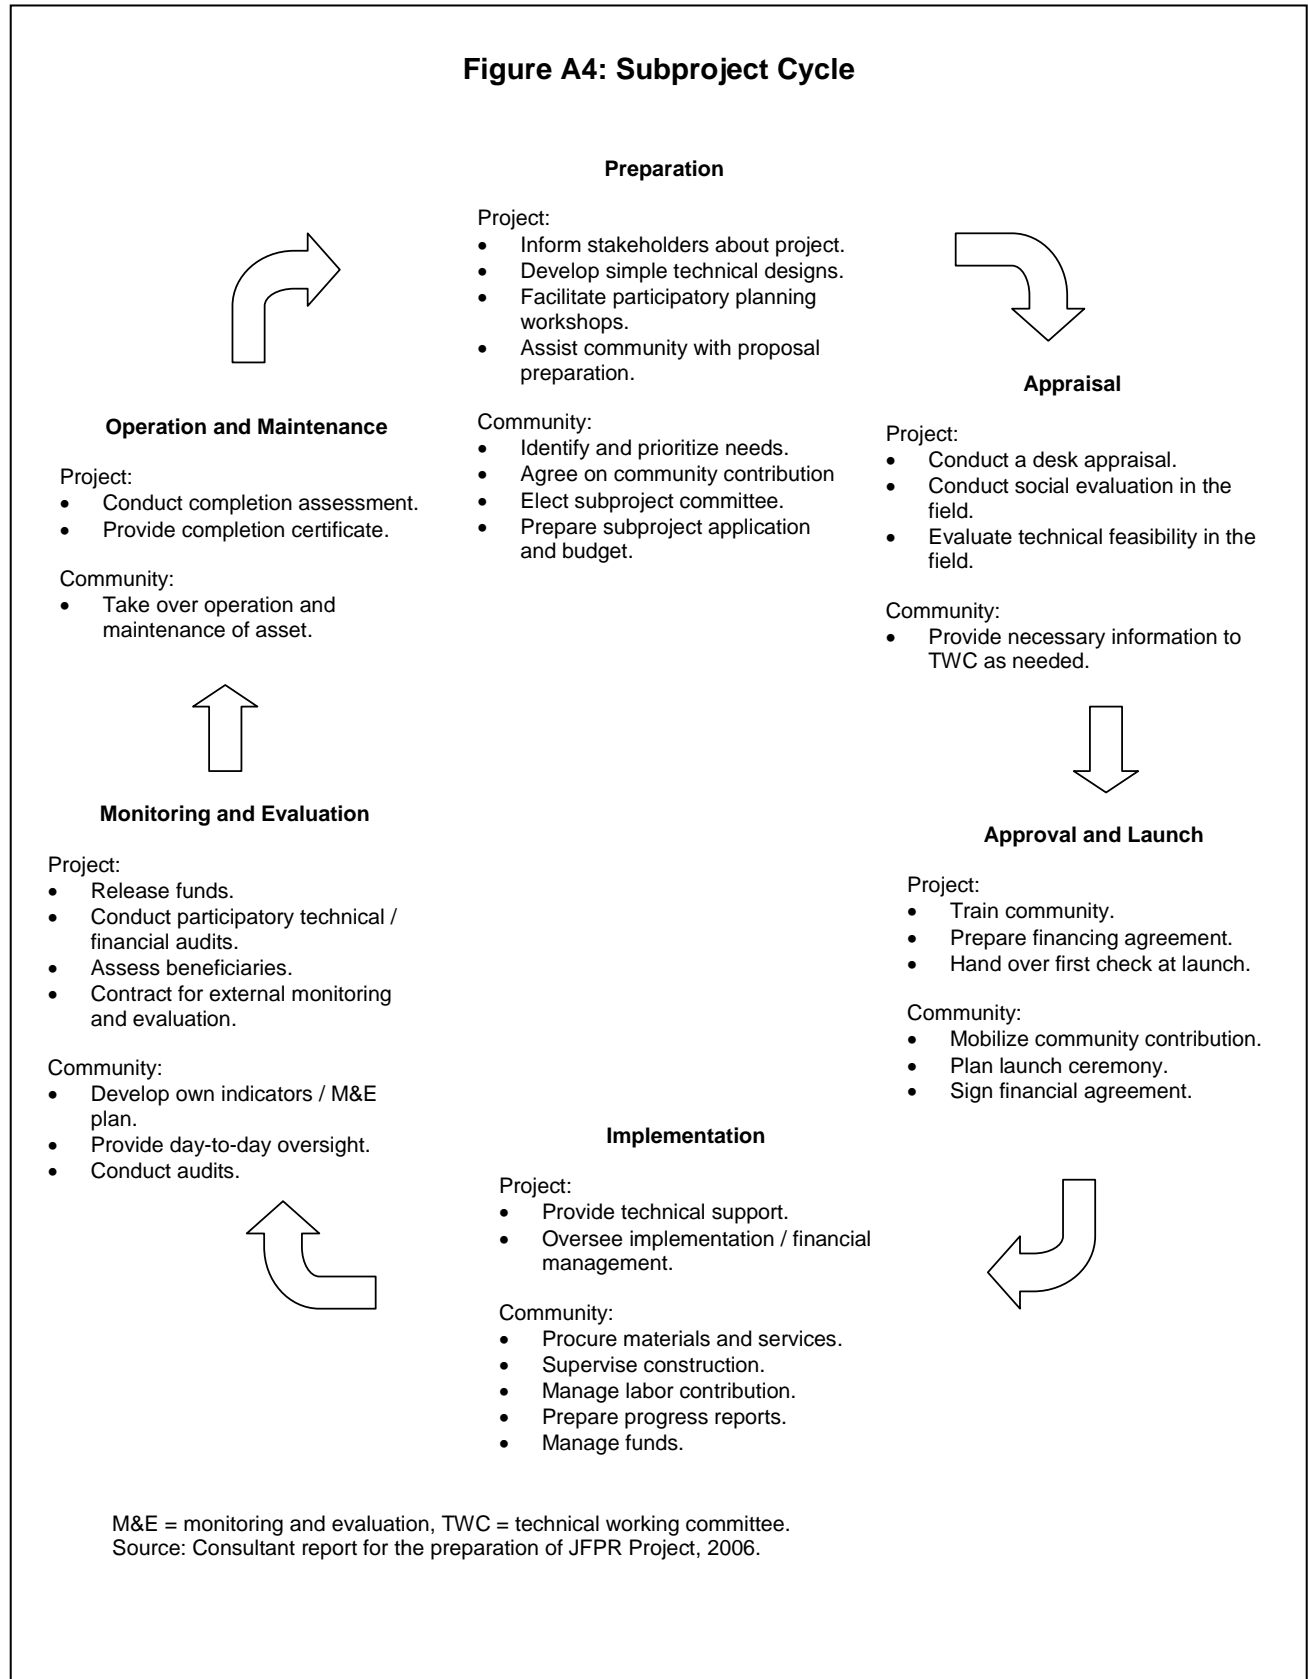 Figure A4: Subproject Cycle
Preparation
Project:
• Inform stakeholders about project.
• Develop simple technical designs.
• Facilitate participatory planning
workshops.
• Assist community with proposal
preparation.
Community:
• Identify and prioritize needs.
• Agree on community contribution
• Elect subproject committee.
• Prepare subproject application
and budget.
Appraisal
Project:
• Conduct a desk appraisal.
• Conduct social evaluation in the
field.
• Evaluate technical feasibility in the
field.
Community:
• Provide necessary information to
TWC as needed.
Approval and Launch
Project:
• Train community.
• Prepare financing agreement.
• Hand over first check at launch.
Community:
• Mobilize community contribution.
• Plan launch ceremony.
• Sign financial agreement.
Implementation
Project:
• Provide technical support.
• Oversee implementation / financial
management.
Community:
• Procure materials and services.
• Supervise construction.
• Manage labor contribution.
• Prepare progress reports.
• Manage funds.
Monitoring and Evaluation
Project:
• Release funds.
• Conduct participatory technical /
financial audits.
• Assess beneficiaries.
• Contract for external monitoring
and evaluation.
Community:
• Develop own indicators / M&E
plan.
• Provide day-to-day oversight.
• Conduct audits.
Operation and Maintenance
Project:
• Conduct completion assessment.
• Provide completion certificate.
Community:
• Take over operation and
maintenance of asset.
M&E = monitoring and evaluation, TWC = technical working committee.
Source: Consultant report for the preparation of JFPR Project, 2006.